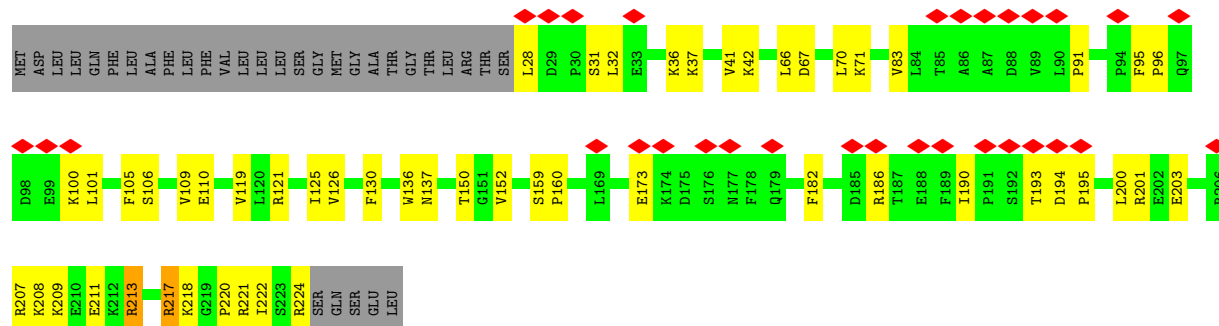 MET ASP LEU LEU GLN PHE LEU ALA PHE LEU PHE VAL LEU LEU LEU SER GLY MET GLY ALA THR GLY THR LEU ARG THR SER L28 D29 P30 S31 L32 E33 K36 K37 V41 K42 L66 D67 L70 K71 V83 L84 T85 A86 A87 D88 V89 L90 P91 P94 F95 P96 Q97
D98 E99 K100 L101 F105 S106 V109 E110 V119 L120 R121 I125 V126 F130 W136 N137 T150 G151 V152 S159 P160 L169 E173 K174 D175 S176 N177 F178 Q179 F182 D185 R186 T187 E188 F189 I190 P191 S192 T193 D194 P195 L200 R201 E202 E203
R207 K208 K209 E210 E211 K212 R213 R217 K218 G219 P220 R221 I222 S223 R224 SER GLN SER GLU LEU